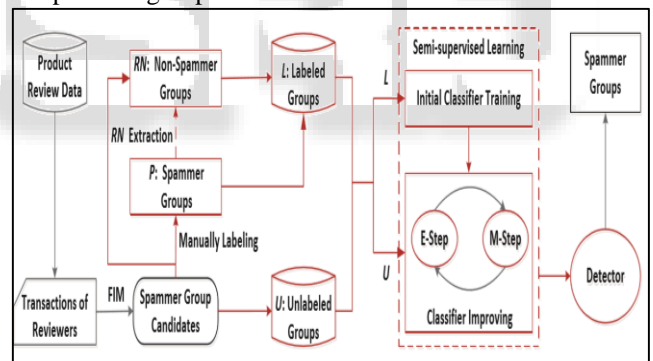 Product
Review Data
RN: Non-Spammer
Groups
L: Labeled
Groups
Semi-supervised Learning
L
Initial Classifier Training
Spammer
Groups
RN Extraction
P: Spammer
Groups
Manually Labeling
E-Step
M-Step
Classifier Improving
U
Detector
Transactions of
Reviewers
FIM
Spammer Group
Candidates
U: Unlabeled
Groups